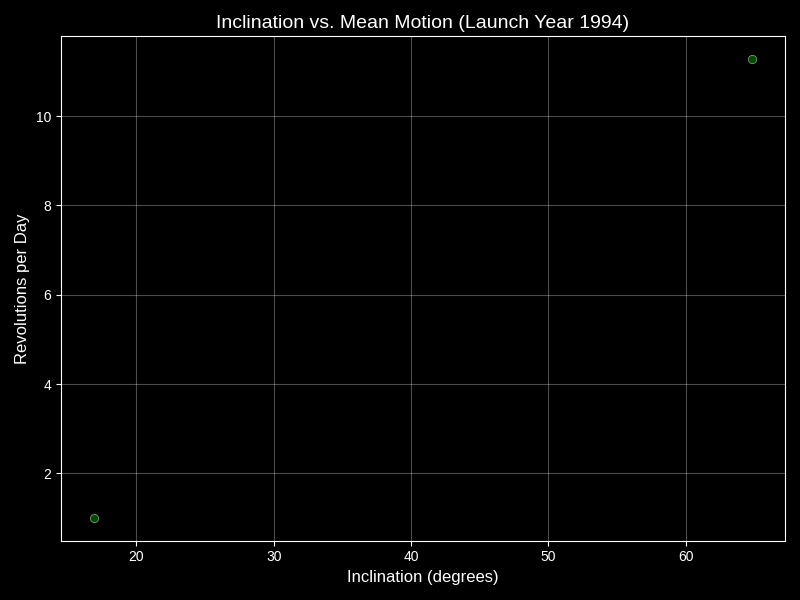 Inclination vs. Mean Motion (Launch Year 1994)
Revolutions per Day
10
8
6
4
2
20 30 40 50 60
Inclination (degrees)